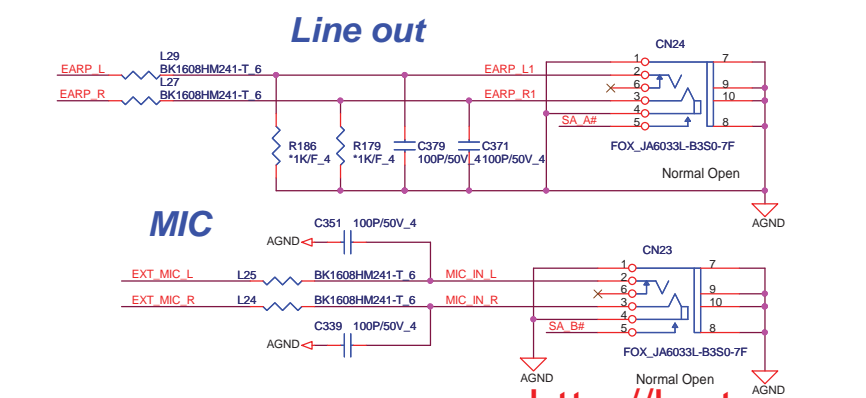 Line out
CN24
L29
EARP_L BK1608HM241-T_6 EARP_L1
L27
EARP_R BK1608HM241-T_6 EARP_R1
1 2 6 3 4 5
7 9 10 8
SA_A#
R186
*1K/F_4
R179
*1K/F_4
C379
100P/50V_4
C371
100P/50V_4
FOX_JA6033L-B3S0-7F
Normal Open
AGND
MIC
C351 100P/50V_4
AGND
CN23
EXT_MIC_L L25 BK1608HM241-T_6 MIC_IN_L
EXT_MIC_R L24 BK1608HM241-T_6 MIC_IN_R
1 2 6 3 4 5
7 9 10 8
SA_B#
C339 100P/50V_4
AGND
FOX_JA6033L-B3S0-7F
AGND
Normal Open
AGND